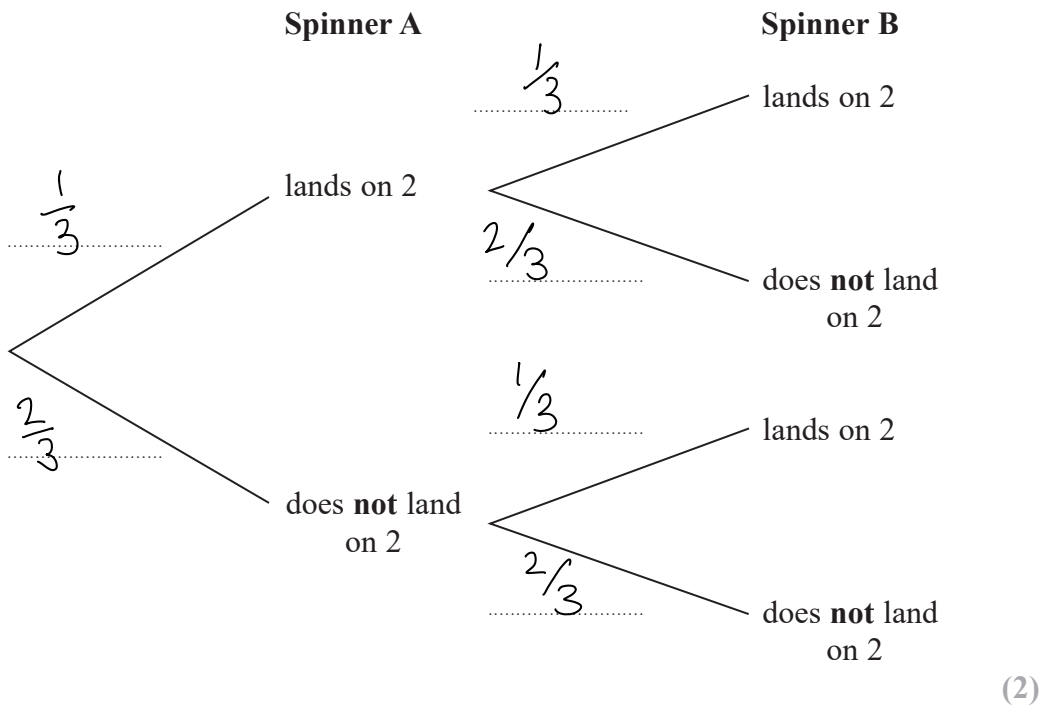 Spinner A
Spinner B
1/3
lands on 2
1/3
lands on 2
2/3
does not land
on 2
2/3
does not land
on 2
1/3
lands on 2
2/3
does not land
on 2
(2)